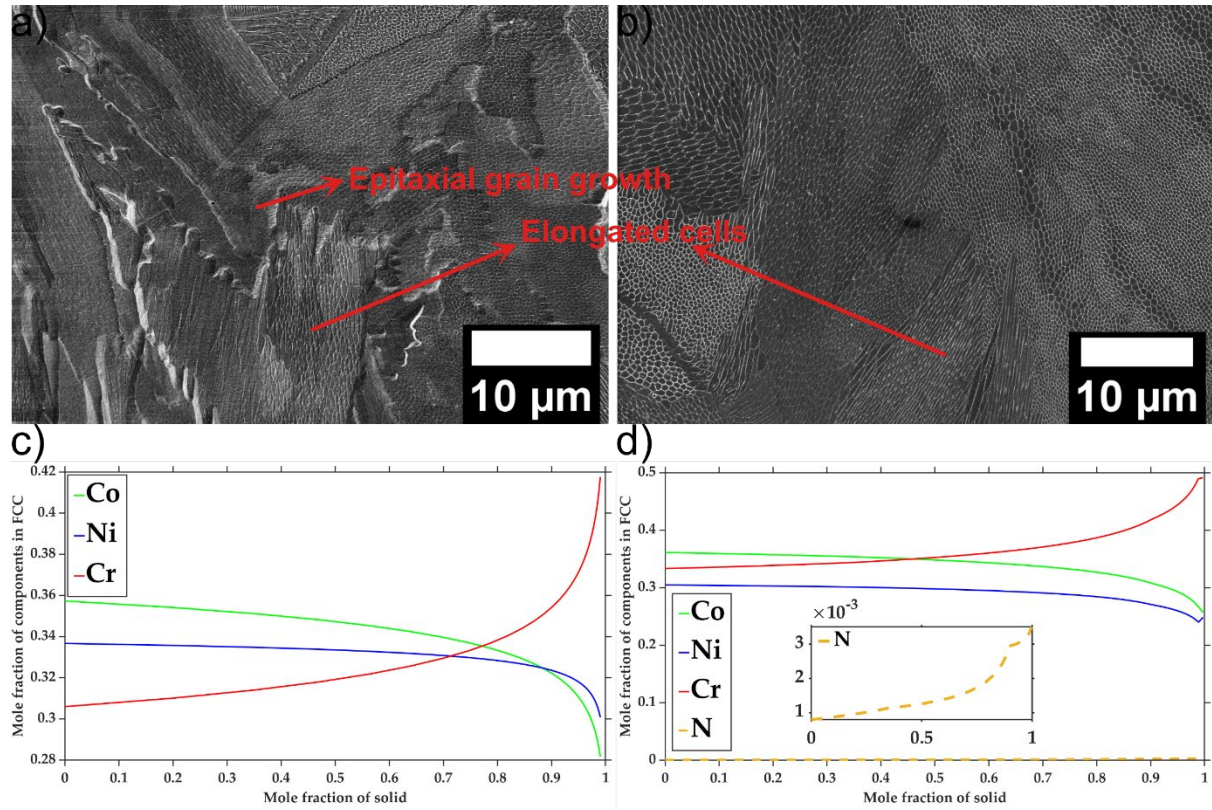 a)
b)
Epitaxial grain growth
Elongated cells
10 µm
10 µm
c)
d)
Mole fraction of components in FCC
0.42
0.4
0.38
0.36
0.34
0.32
0.3
0.28
Co
Ni
Cr
0 0.1 0.2 0.3 0.4 0.5 0.6 0.7 0.8 0.9 1
Mole fraction of solid
Mole fraction of components in FCC
0.5
0.4
0.3
0.2
0.1
0
Co
Ni
Cr
N
×10⁻³
3
2
1
N
0 0.5 1
0 0.1 0.2 0.3 0.4 0.5 0.6 0.7 0.8 0.9 1
Mole fraction of solid